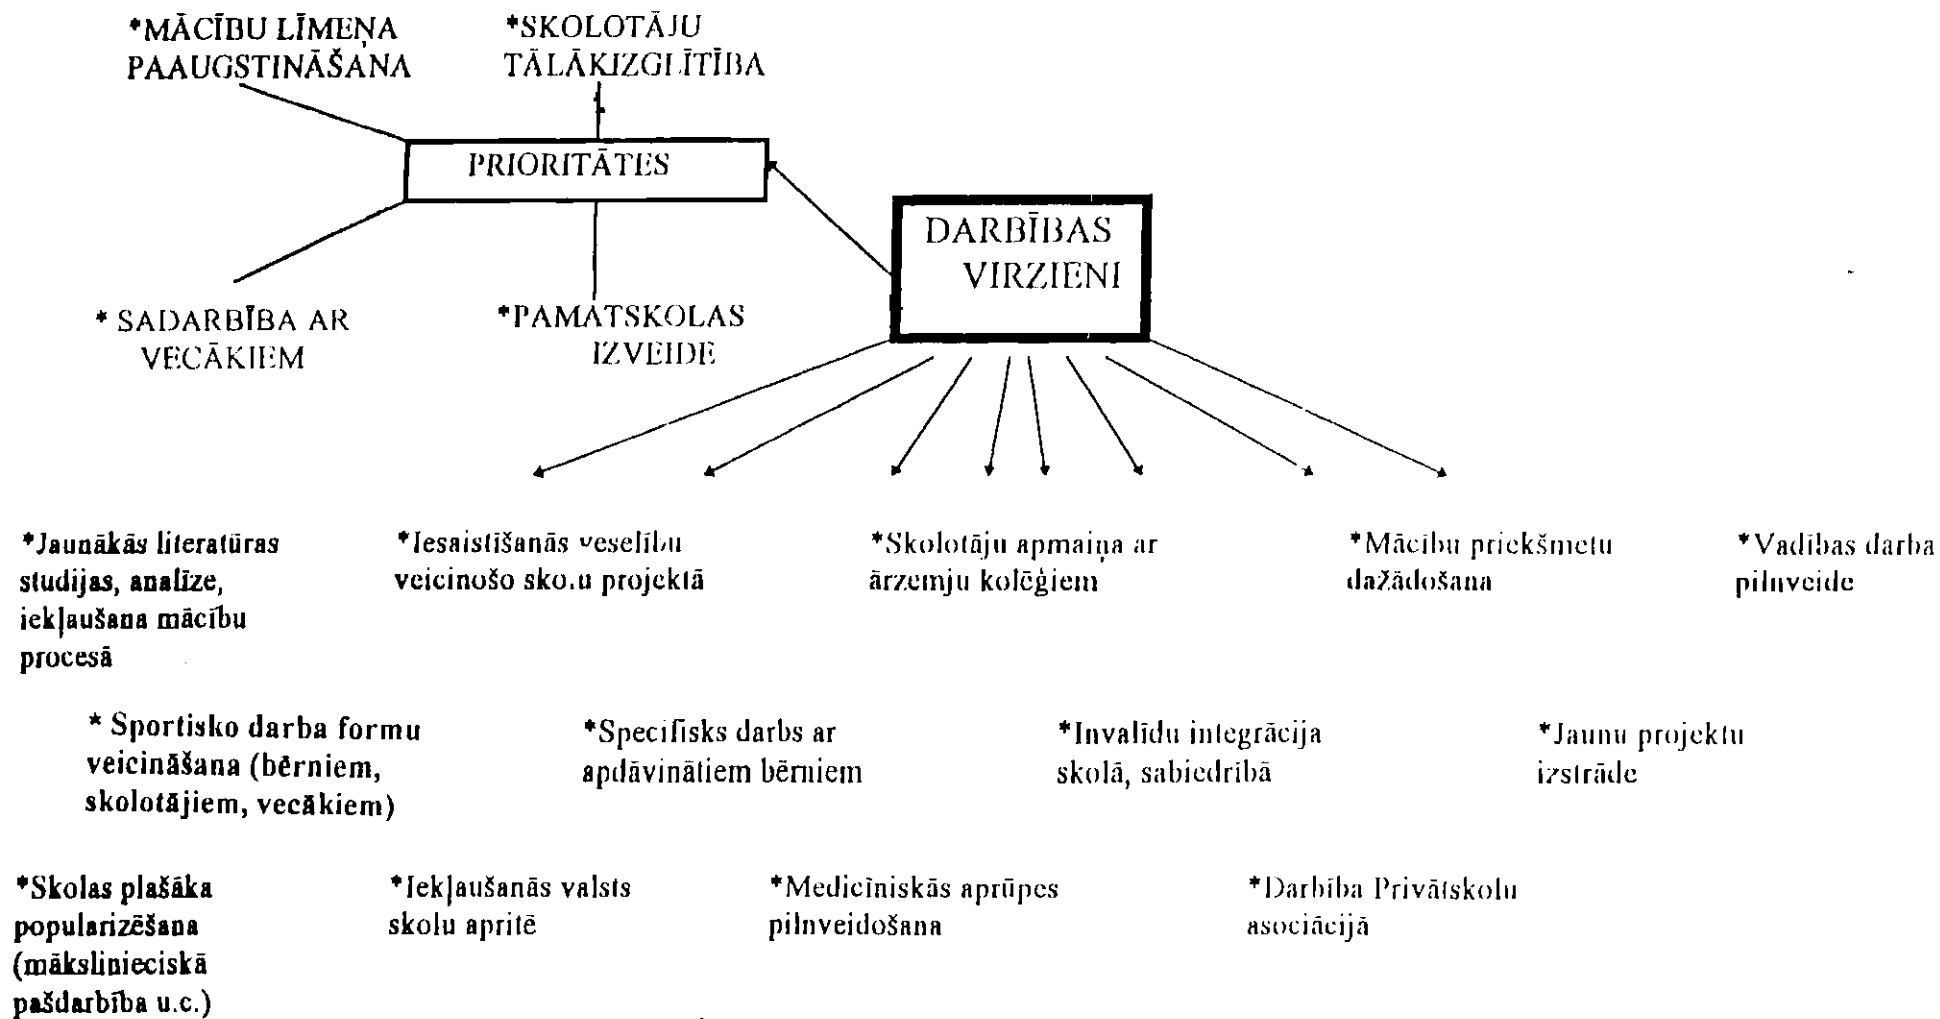 *MĀCĪBU LĪMEŅA
PAAUGSTINĀŠANA
*SKOLOTĀJU
TĀLĀKIZGLĪTĪBA
PRIORITĀTES
DARBĪBAS
VIRZIENI
* SADARBĪBA AR
VECĀKIEM
*PAMATSKOLAS
IZVEIDE
*Jaunākās literatūras
studijas, analīze,
iekļaušana mācību
procesā
*Iesaistīšanās veselību
veicinošo skolu projektā
*Skolotāju apmaiņa ar
ārzemju kolēģiem
*Mācību priekšmetu
dažādošana
*Vadības darba
pilnveide
* Sportisko darba formu
veicināšana (bērniem,
skolotājiem, vecākiem)
*Specifisks darbs ar
apdāvinātiem bērniem
*Invalīdu integrācija
skolā, sabiedrībā
*Jaunu projektu
izstrāde
*Skolas plašāka
popularizēšana
(mākslinieciskā
pašdarbība u.c.)
*Iekļaušanās valsts
skolu apritē
*Medicīniskās aprūpes
pilnveidošana
*Darbība Privātskolu
asociācijā